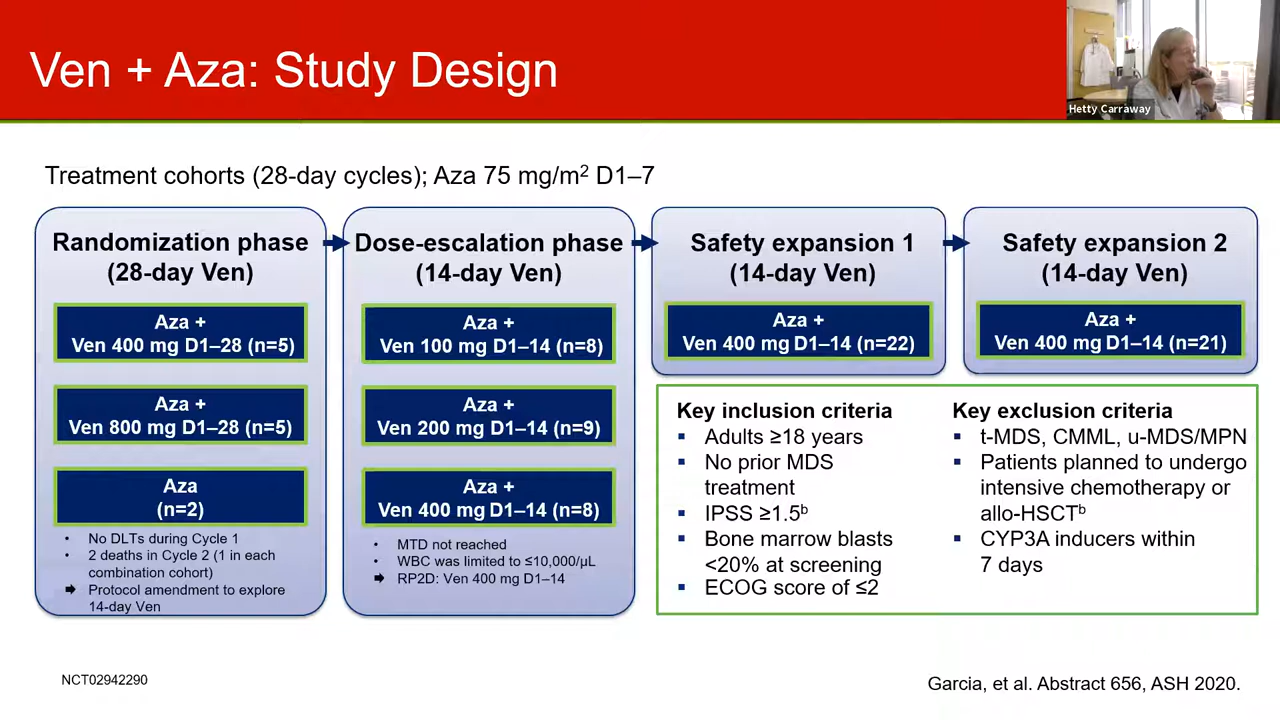 Ven + Aza: Study Design
Hetty Carraway
Treatment cohorts (28-day cycles); Aza 75 mg/m² D1–7
Randomization phase
(28-day Ven)
Aza +
Ven 400 mg D1–28 (n=5)
Aza +
Ven 800 mg D1–28 (n=5)
Aza
(n=2)
• No DLTs during Cycle 1
• 2 deaths in Cycle 2 (1 in each
combination cohort)
➡ Protocol amendment to explore
14-day Ven
Dose-escalation phase
(14-day Ven)
Aza +
Ven 100 mg D1–14 (n=8)
Aza +
Ven 200 mg D1–14 (n=9)
Aza +
Ven 400 mg D1–14 (n=8)
• MTD not reached
• WBC was limited to ≤10,000/µL
➡ RP2D: Ven 400 mg D1–14
Safety expansion 1
(14-day Ven)
Aza +
Ven 400 mg D1–14 (n=22)
Safety expansion 2
(14-day Ven)
Aza +
Ven 400 mg D1–14 (n=21)
Key inclusion criteria
▪ Adults ≥18 years
▪ No prior MDS
treatment
▪ IPSS ≥1.5ᵇ
▪ Bone marrow blasts
<20% at screening
▪ ECOG score of ≤2
Key exclusion criteria
▪ t-MDS, CMML, u-MDS/MPN
▪ Patients planned to undergo
intensive chemotherapy or
allo-HSCTᵇ
▪ CYP3A inducers within
7 days
NCT02942290
Garcia, et al. Abstract 656, ASH 2020.